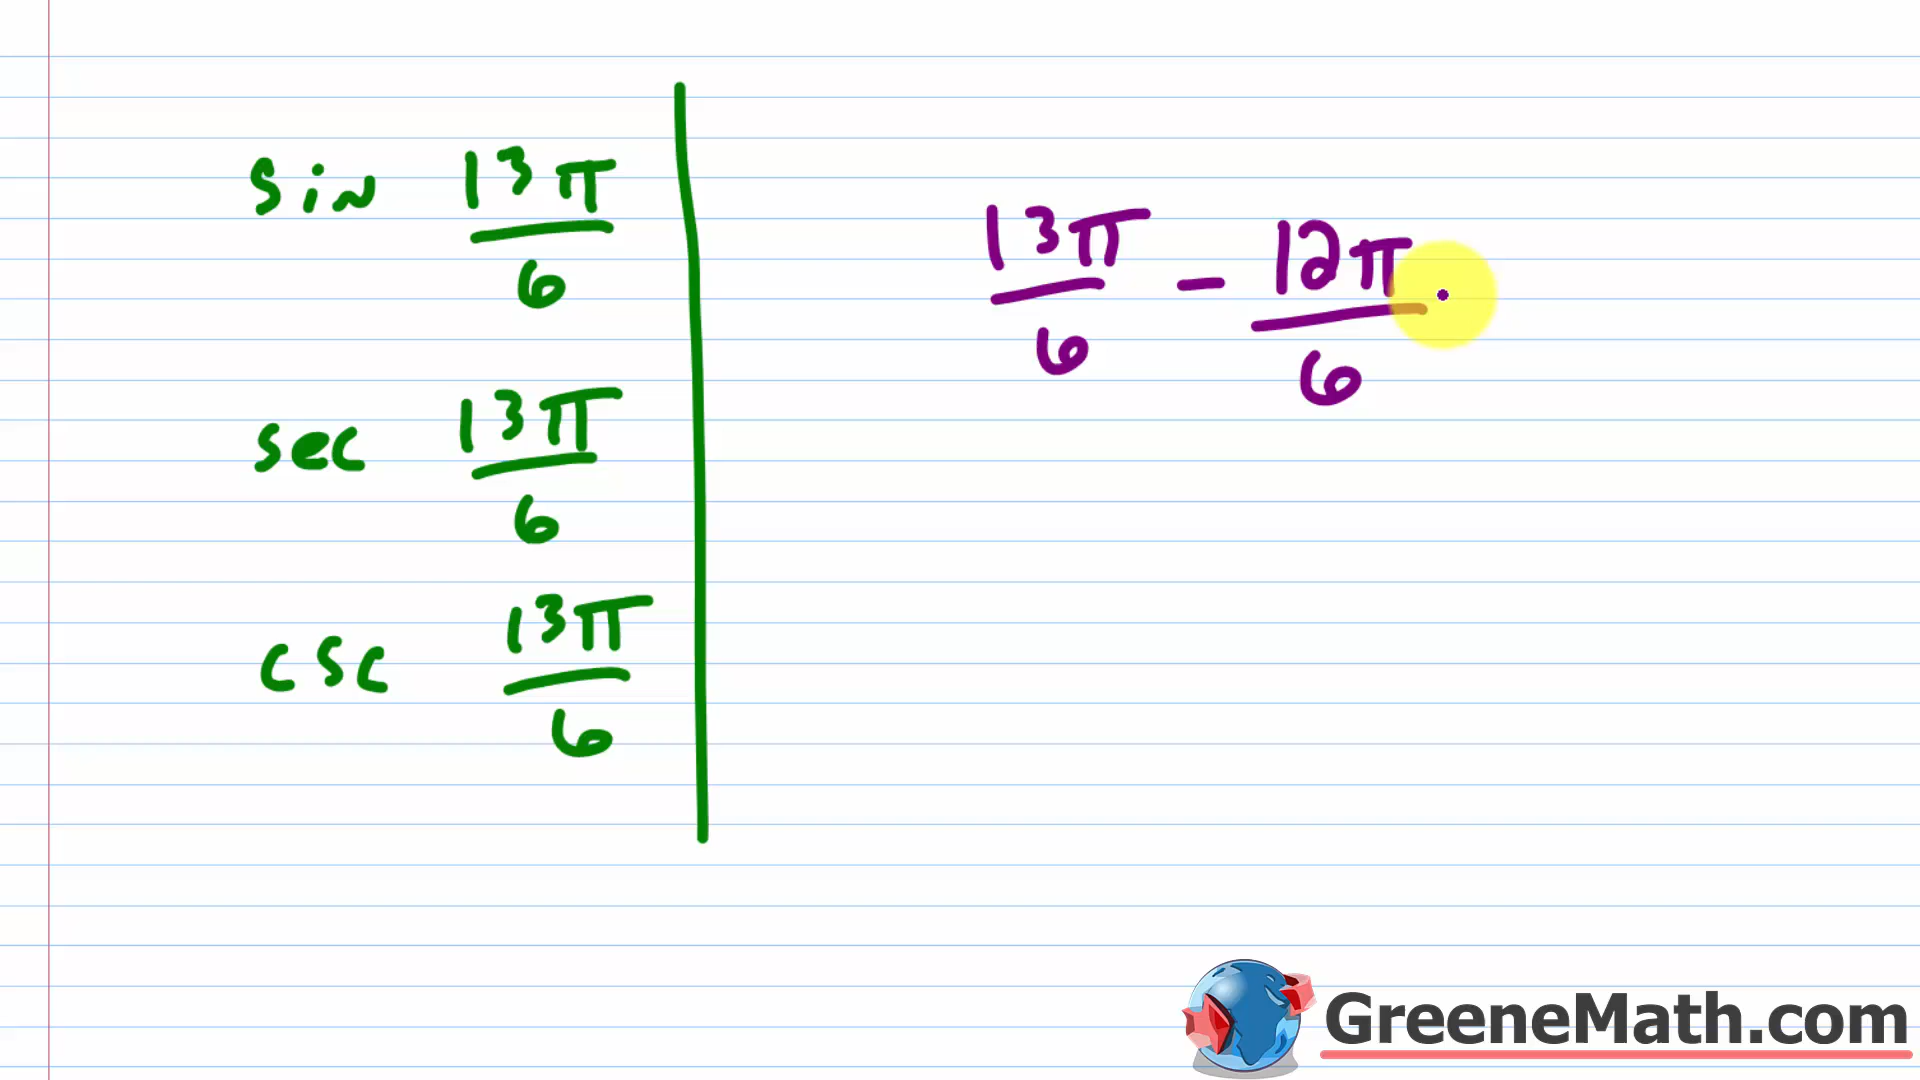 sin 13π/6
sec 13π/6
csc 13π/6
13π/6 - 12π/6
GreeneMath.com